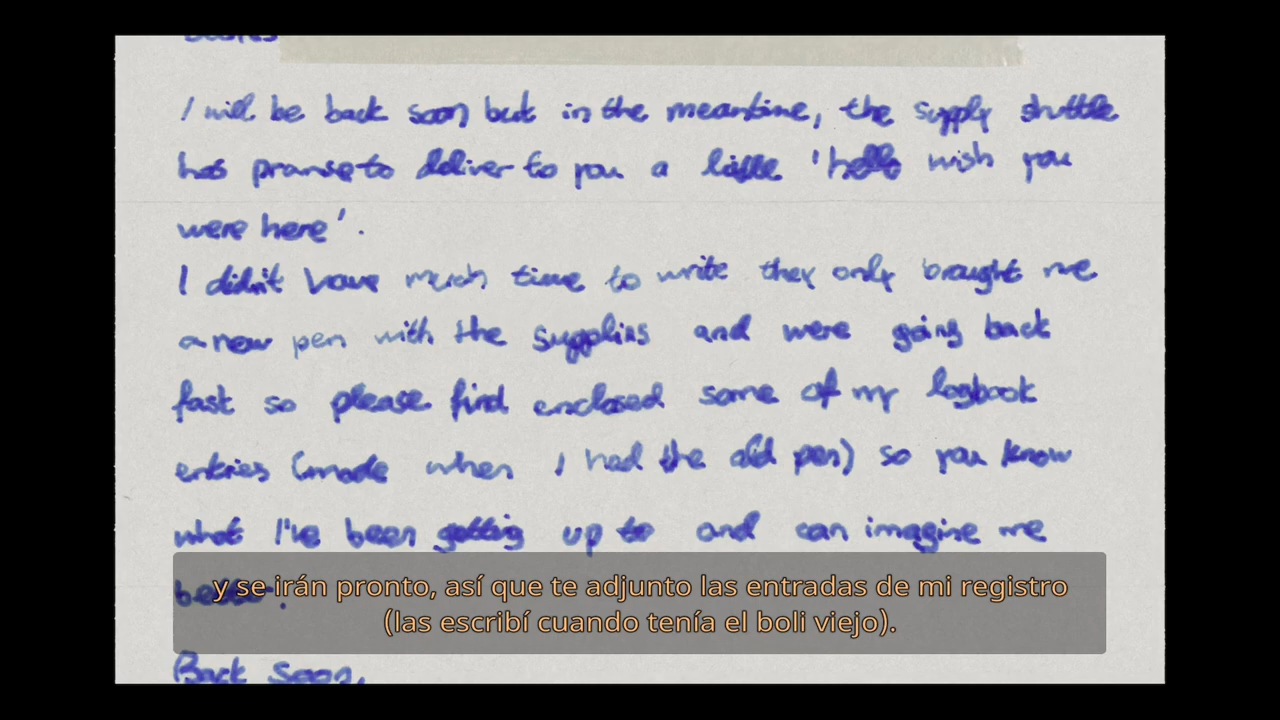 I will be back soon but in the meantime, the supply shuttle
has promise to deliver to you a little 'hello wish you
were here'.
I didn't have much time to write they only brought me
a new pen with the supplies and were going back
fast so please find enclosed some of my logbook
entries (made when I had the old pen) so you know
what I've been getting up to and can imagine me
better.
y se irán pronto, así que te adjunto las entradas de mi registro
(las escribí cuando tenía el boli viejo).
Back Soon,